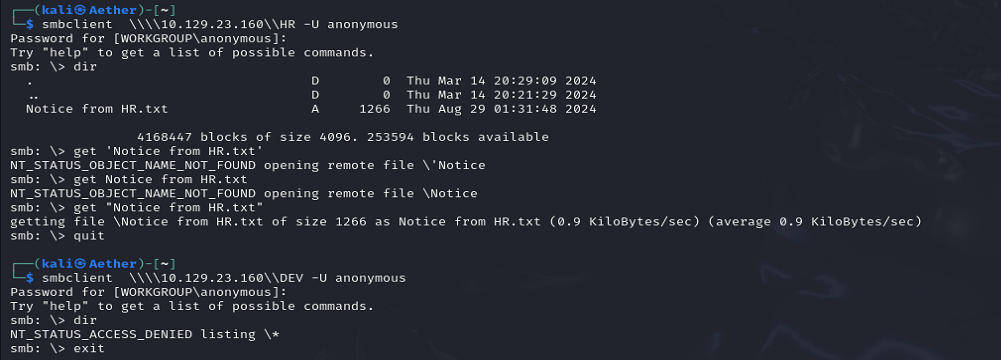 ┌──(kali㉿Aether)-[~]
└─$ smbclient  \\\\10.129.23.160\\HR -U anonymous
Password for [WORKGROUP\anonymous]:
Try "help" to get a list of possible commands.
smb: \> dir
  .                                   D        0  Thu Mar 14 20:29:09 2024
  ..                                  D        0  Thu Mar 14 20:21:29 2024
  Notice from HR.txt                  A     1266  Thu Aug 29 01:31:48 2024
                4168447 blocks of size 4096. 253594 blocks available
smb: \> get 'Notice from HR.txt'
NT_STATUS_OBJECT_NAME_NOT_FOUND opening remote file \'Notice
smb: \> get Notice from HR.txt
NT_STATUS_OBJECT_NAME_NOT_FOUND opening remote file \Notice
smb: \> get "Notice from HR.txt"
getting file \Notice from HR.txt of size 1266 as Notice from HR.txt (0.9 KiloBytes/sec) (average 0.9 KiloBytes/sec)
smb: \> quit
┌──(kali㉿Aether)-[~]
└─$ smbclient  \\\\10.129.23.160\\DEV -U anonymous
Password for [WORKGROUP\anonymous]:
Try "help" to get a list of possible commands.
smb: \> dir
NT_STATUS_ACCESS_DENIED listing \*
smb: \> exit